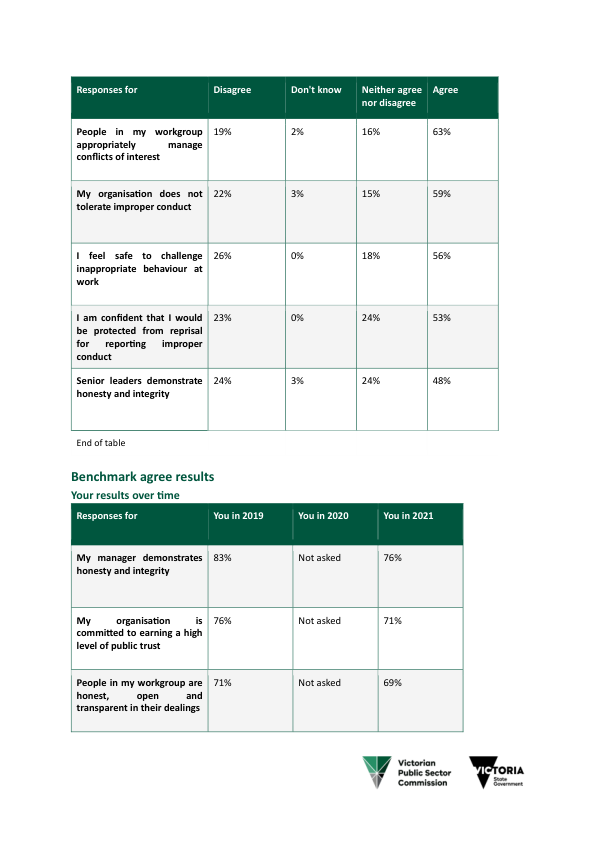 Responses for Disagree Don't know Neither agree Agree
nor disagree
People in my workgroup 19% 2% 16% 63%
appropriately manage
conflicts of interest
My organisation does not 22% 3% 15% 59%
tolerate improper conduct
I feel safe to challenge 26% 0% 18% 56%
inappropriate behaviour at
work
I am confident that I would 23% 0% 24% 53%
be protected from reprisal
for reporting improper
conduct
Senior leaders demonstrate 24% 3% 24% 48%
honesty and integrity
End of table
Benchmark agree results
Your results over time
Responses for You in 2019 You in 2020 You in 2021
My manager demonstrates 83% Not asked 76%
honesty and integrity
My organisation is 76% Not asked 71%
committed to earning a high
level of public trust
People in my workgroup are 71% Not asked 69%
honest, open and
transparent in their dealings
Victorian
Public Sector
Commission
VICTORIA
State
Government